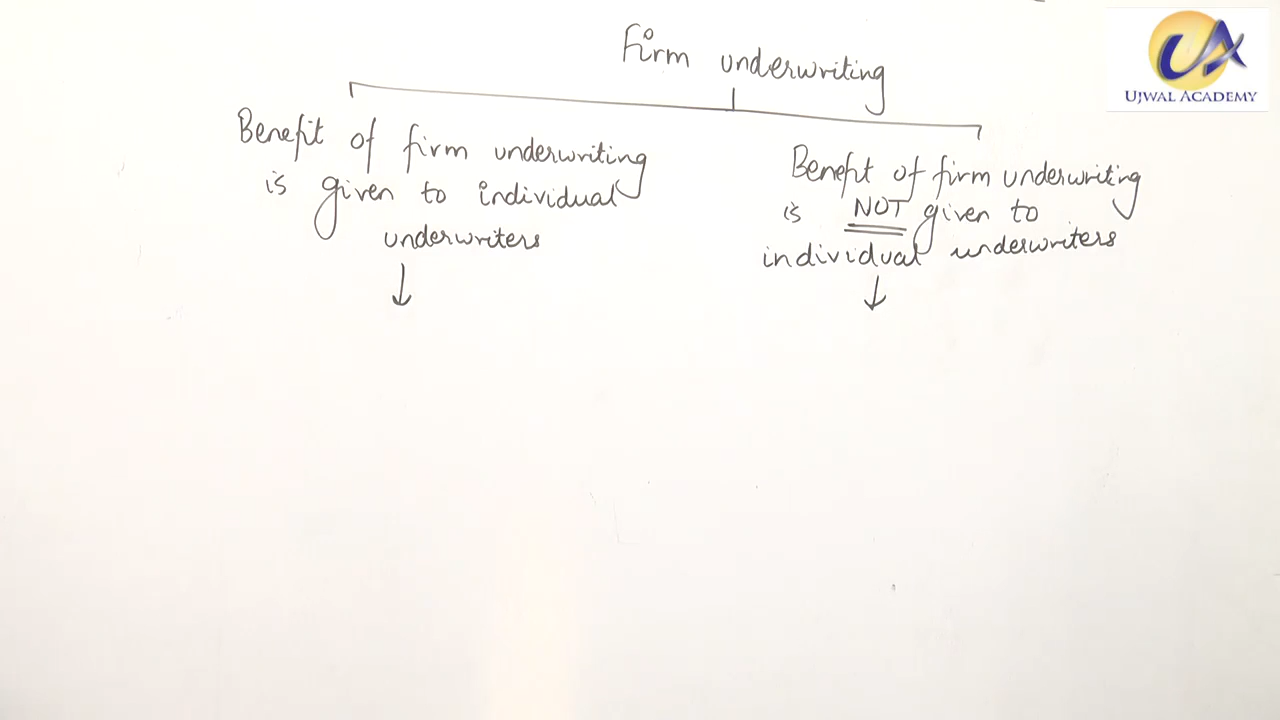 Firm underwriting
Benefit of firm underwriting
is given to individual
underwriters
Benefit of firm underwriting
is NOT given to
individual underwriters
UJWAL ACADEMY